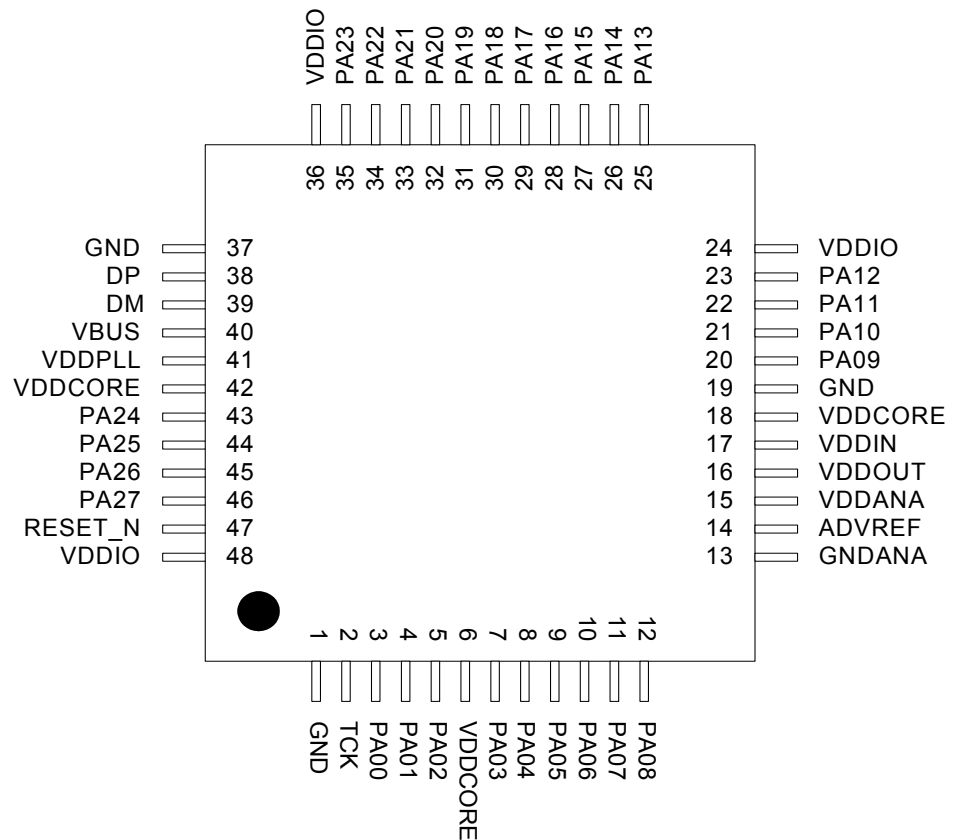 VDDIO
PA23
PA22
PA21
PA20
PA19
PA18
PA17
PA16
PA15
PA14
PA13
36
35
34
33
32
31
30
29
28
27
26
25
GND 37
DP 38
DM 39
VBUS 40
VDDPLL 41
VDDCORE 42
PA24 43
PA25 44
PA26 45
PA27 46
RESET_N 47
VDDIO 48
24 VDDIO
23 PA12
22 PA11
21 PA10
20 PA09
19 GND
18 VDDCORE
17 VDDIN
16 VDDOUT
15 VDDANA
14 ADVREF
13 GNDANA
1
2
3
4
5
6
7
8
9
10
11
12
GND
TCK
PA00
PA01
PA02
VDDCORE
PA03
PA04
PA05
PA06
PA07
PA08